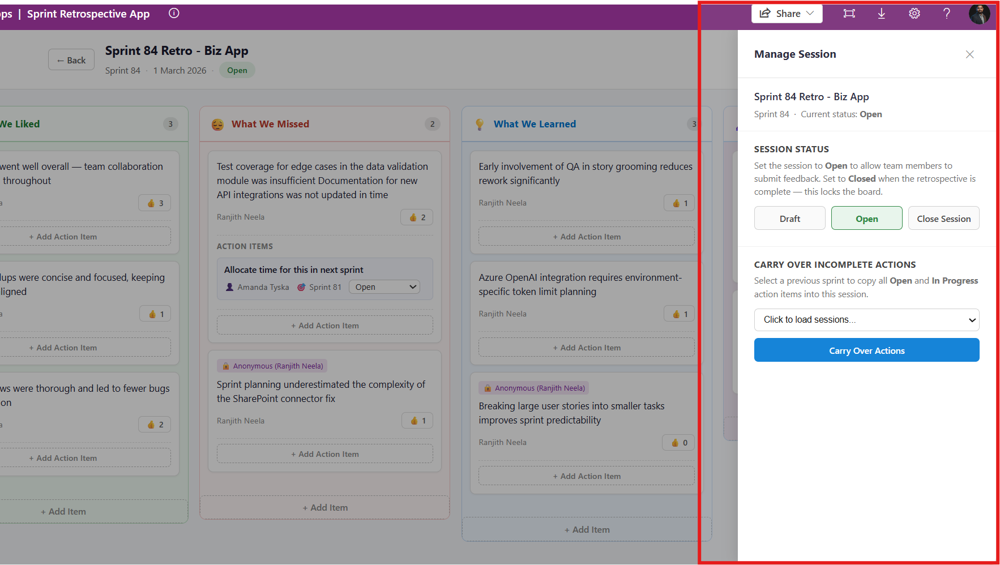 ops | Sprint Retrospective App
Share
← Back
Sprint 84 Retro - Biz App
Sprint 84 · 1 March 2026 · Open
We Liked 3
went well overall — team collaboration
throughout
3
+ Add Action Item
ups were concise and focused, keeping
ligned
1
+ Add Action Item
ws were thorough and led to fewer bugs
on
2
+ Add Action Item
+ Add Item
What We Missed 2
Test coverage for edge cases in the data validation
module was insufficient Documentation for new
API integrations was not updated in time
Ranjith Neela 2
ACTION ITEMS
Allocate time for this in next sprint
Amanda Tyska Sprint 81 Open
+ Add Action Item
Anonymous (Ranjith Neela)
Sprint planning underestimated the complexity of
the SharePoint connector fix
Ranjith Neela 1
+ Add Action Item
+ Add Item
What We Learned 3
Early involvement of QA in story grooming reduces
rework significantly
Ranjith Neela 1
+ Add Action Item
Azure OpenAI integration requires environment-
specific token limit planning
Ranjith Neela 1
+ Add Action Item
Anonymous (Ranjith Neela)
Breaking large user stories into smaller tasks
improves sprint predictability
Ranjith Neela 0
+ Add Action Item
+ Add Item
Manage Session
Sprint 84 Retro - Biz App
Sprint 84 · Current status: Open
SESSION STATUS
Set the session to Open to allow team members to
submit feedback. Set to Closed when the retrospective is
complete — this locks the board.
Draft Open Close Session
CARRY OVER INCOMPLETE ACTIONS
Select a previous sprint to copy all Open and In Progress
action items into this session.
Click to load sessions...
Carry Over Actions